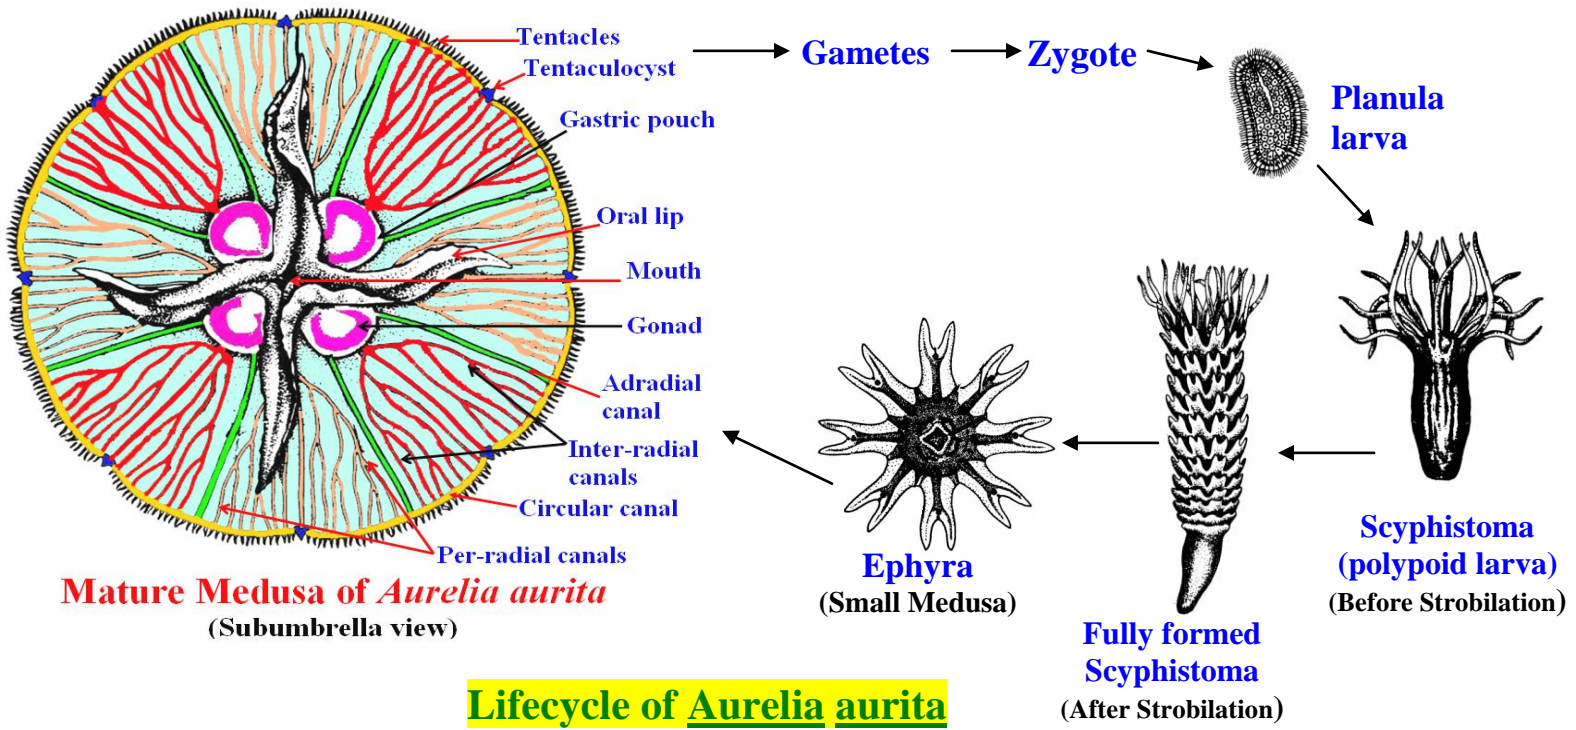 Tentacles
Tentaculocyst
Gastric pouch
Oral lip
Mouth
Gonad
Adradial
canal
Inter-radial
canals
Circular canal
Per-radial canals
Mature Medusa of Aurelia aurita
(Subumbrella view)
Gametes
Zygote
Planula
larva
Scyphistoma
(polypoid larva)
(Before Strobilation)
Fully formed
Scyphistoma
(After Strobilation)
Ephyra
(Small Medusa)
Lifecycle of Aurelia aurita